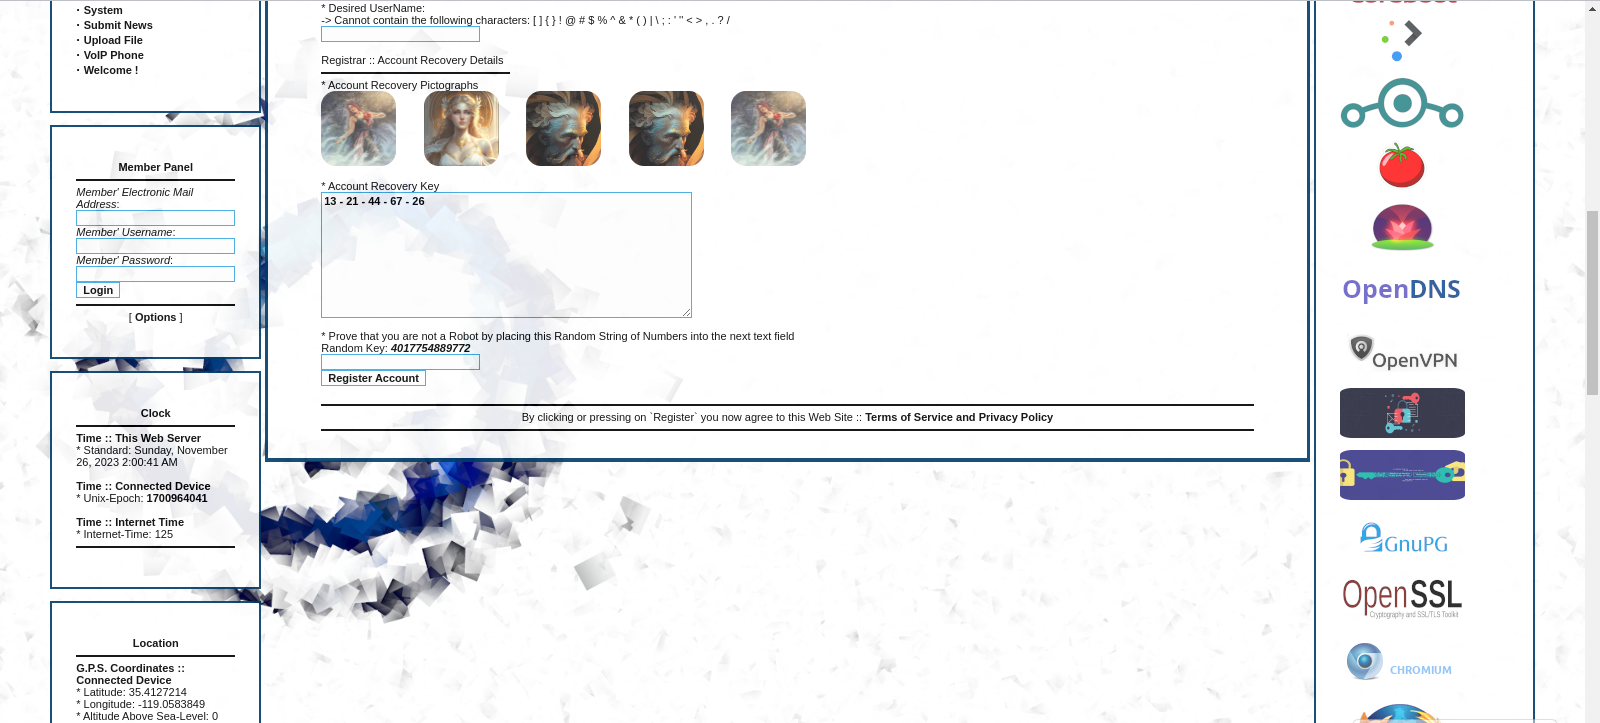 · System
· Submit News
· Upload File
· VoIP Phone
· Welcome !
Member Panel
Member' Electronic Mail
Address:
Member' Username:
Member' Password:
Login
[ Options ]
Clock
Time :: This Web Server
* Standard: Sunday, November
26, 2023 2:00:41 AM
Time :: Connected Device
* Unix-Epoch: 1700964041
Time :: Internet Time
* Internet-Time: 125
Location
G.P.S. Coordinates ::
Connected Device
* Latitude: 35.4127214
* Longitude: -119.0583849
* Altitude Above Sea-Level: 0
* Desired UserName:
-> Cannot contain the following characters: [ ] { } ! @ # $ % ^ & * ( ) | \ ; : ' " < > , . ? /
Registrar :: Account Recovery Details
* Account Recovery Pictographs
* Account Recovery Key
13 - 21 - 44 - 67 - 26
* Prove that you are not a Robot by placing this Random String of Numbers into the next text field
Random Key: 4017754889772
Register Account
By clicking or pressing on `Register` you now agree to this Web Site :: Terms of Service and Privacy Policy
OpenDNS
OpenVPN
GnuPG
OpenSSL
Cryptography and SSL/TLS Toolkit
CHROMIUM